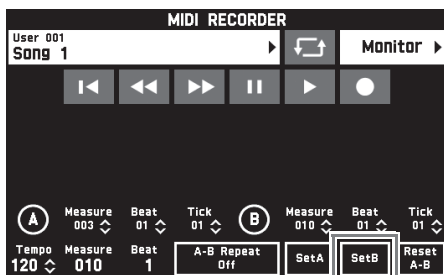 MIDI RECORDER
User 001
Song 1
Monitor
A Measure Beat Tick B Measure Beat Tick
003 01 01 010 01 01
Tempo Measure Beat A-B Repeat SetA SetB Reset
120 010 1 Off A-B